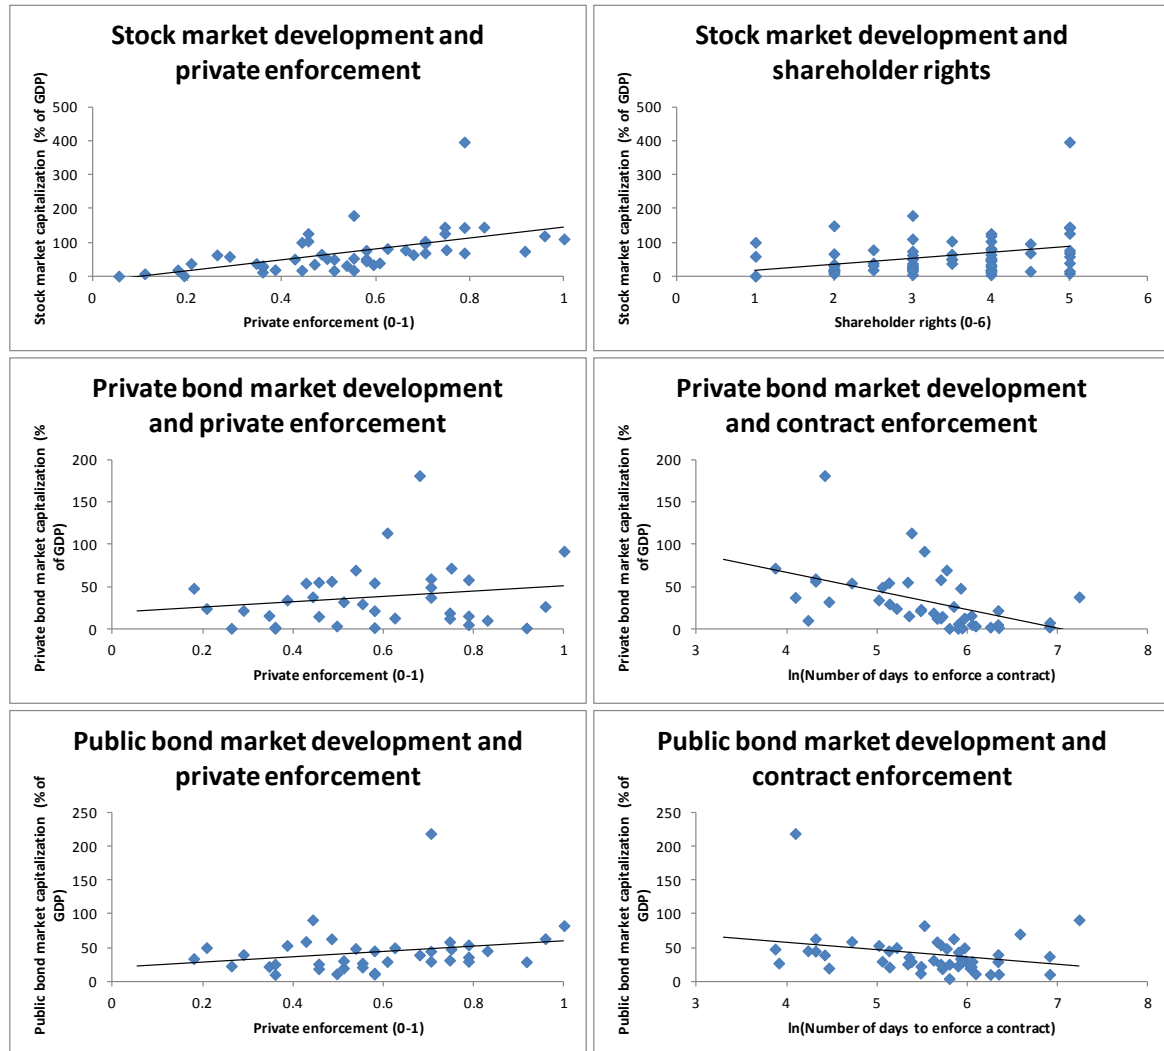 Stock market development and
private enforcement
Stock market capitalization (% of GDP)
500
400
300
200
100
0
0 0.2 0.4 0.6 0.8 1
Private enforcement (0-1)
Stock market development and
shareholder rights
Stock market capitalization (% of GDP)
500
400
300
200
100
0
0 1 2 3 4 5 6
Shareholder rights (0-6)
Private bond market development
and private enforcement
Private bond market capitalization (%
of GDP)
200
150
100
50
0
0 0.2 0.4 0.6 0.8 1
Private enforcement (0-1)
Private bond market development
and contract enforcement
Private bond market capitalization (%
of GDP)
200
150
100
50
0
3 4 5 6 7 8
ln(Number of days to enforce a contract)
Public bond market development and
private enforcement
Public bond market capitalization (% of
GDP)
250
200
150
100
50
0
0 0.2 0.4 0.6 0.8 1
Private enforcement (0-1)
Public bond market development and
contract enforcement
Public bond market capitalization (% of
GDP)
250
200
150
100
50
0
3 4 5 6 7 8
ln(Number of days to enforce a contract)